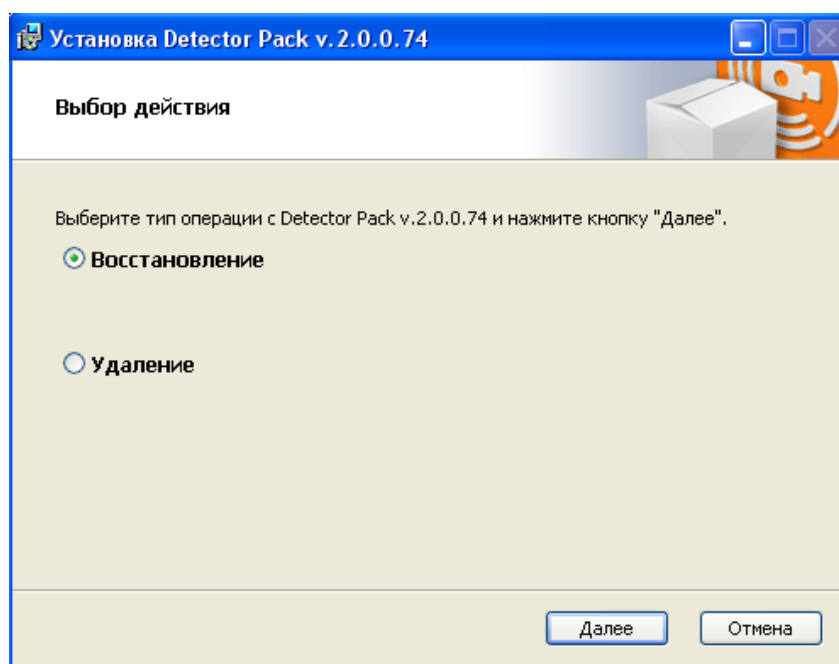 Установка Detector Pack v.2.0.0.74
Выбор действия
Выберите тип операции с Detector Pack v.2.0.0.74 и нажмите кнопку "Далее".
Восстановление
Удаление
Далее
Отмена